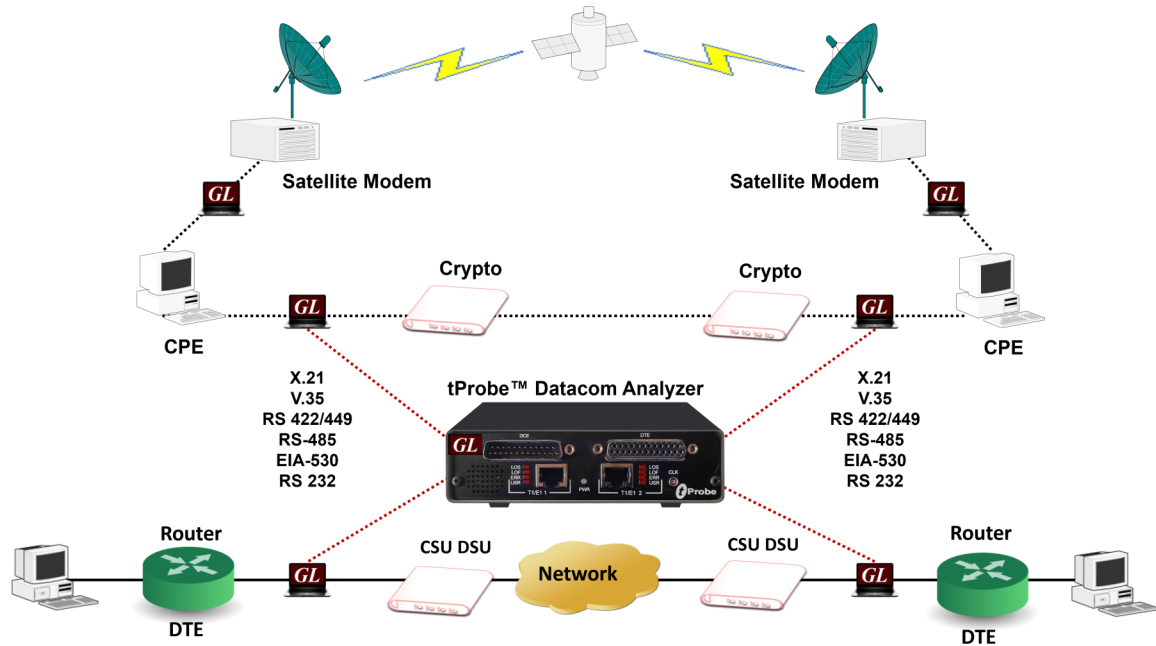 Satellite Modem
Satellite Modem
GL
GL
Crypto
Crypto
GL
GL
CPE
CPE
X.21
V.35
RS 422/449
RS-485
EIA-530
RS 232
tProbe™ Datacom Analyzer
X.21
V.35
RS 422/449
RS-485
EIA-530
RS 232
GL
DCE
DTE
LOS
LOF
ERR
USR
LOS
LOF
ERR
USR
CLK
PWR
T1/E1 1
T1/E1 2
tProbe
Router
Router
CSU DSU
CSU DSU
Network
GL
GL
DTE
DTE